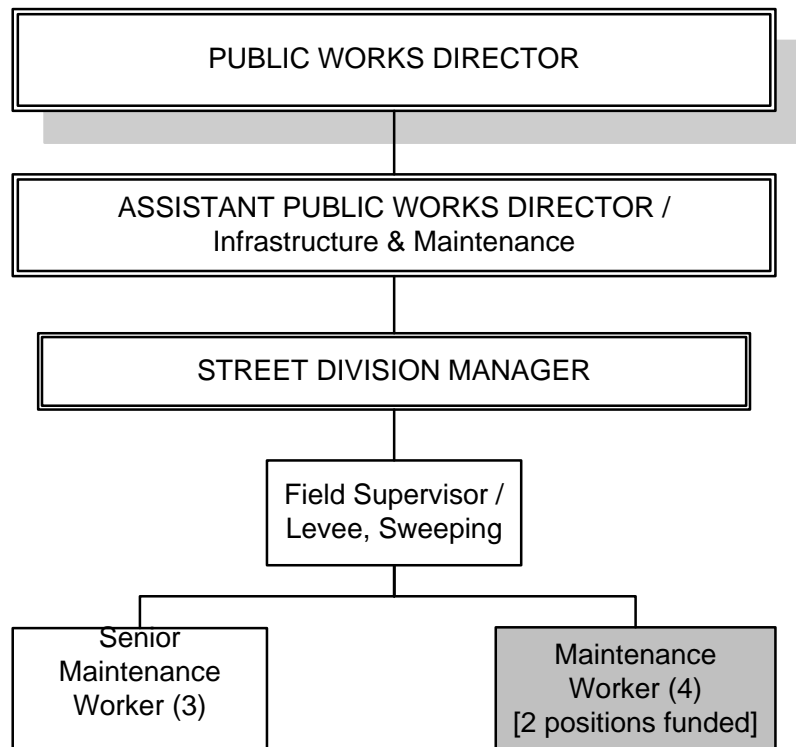 PUBLIC WORKS DIRECTOR
ASSISTANT PUBLIC WORKS DIRECTOR /
Infrastructure & Maintenance
STREET DIVISION MANAGER
Field Supervisor /
Levee, Sweeping
Senior
Maintenance
Worker (3)
Maintenance
Worker (4)
[2 positions funded]